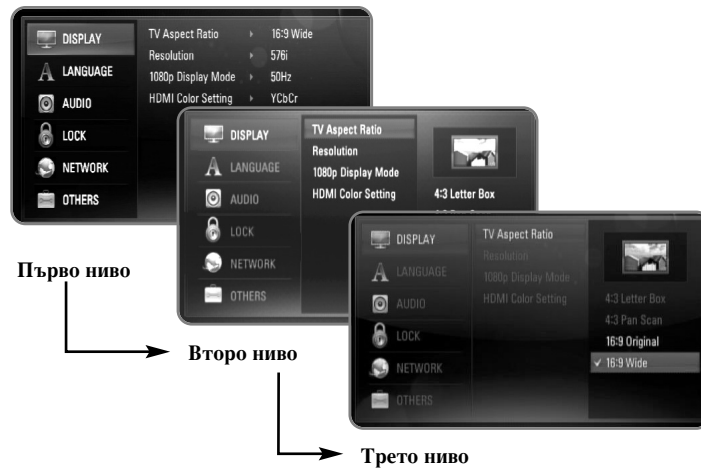 DISPLAY
LANGUAGE
AUDIO
LOCK
NETWORK
OTHERS
TV Aspect Ratio 16:9 Wide
Resolution 576i
1080p Display Mode 50Hz
HDMI Color Setting YCbCr
Първо ниво
DISPLAY
LANGUAGE
AUDIO
LOCK
NETWORK
OTHERS
TV Aspect Ratio
Resolution
1080p Display Mode
HDMI Color Setting
4:3 Letter Box
Второ ниво
DISPLAY
LANGUAGE
AUDIO
LOCK
NETWORK
OTHERS
TV Aspect Ratio
Resolution
1080p Display Mode
HDMI Color Setting
4:3 Letter Box
4:3 Pan Scan
16:9 Original
✓ 16:9 Wide
Трето ниво